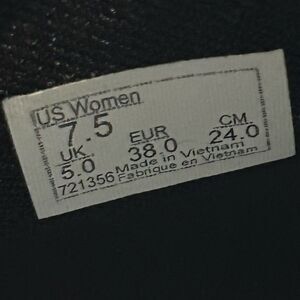 US Women
7.5
UK EUR CM
5.0 38.0 24.0
Made in Vietnam
721356 Fabrique en Vietnam